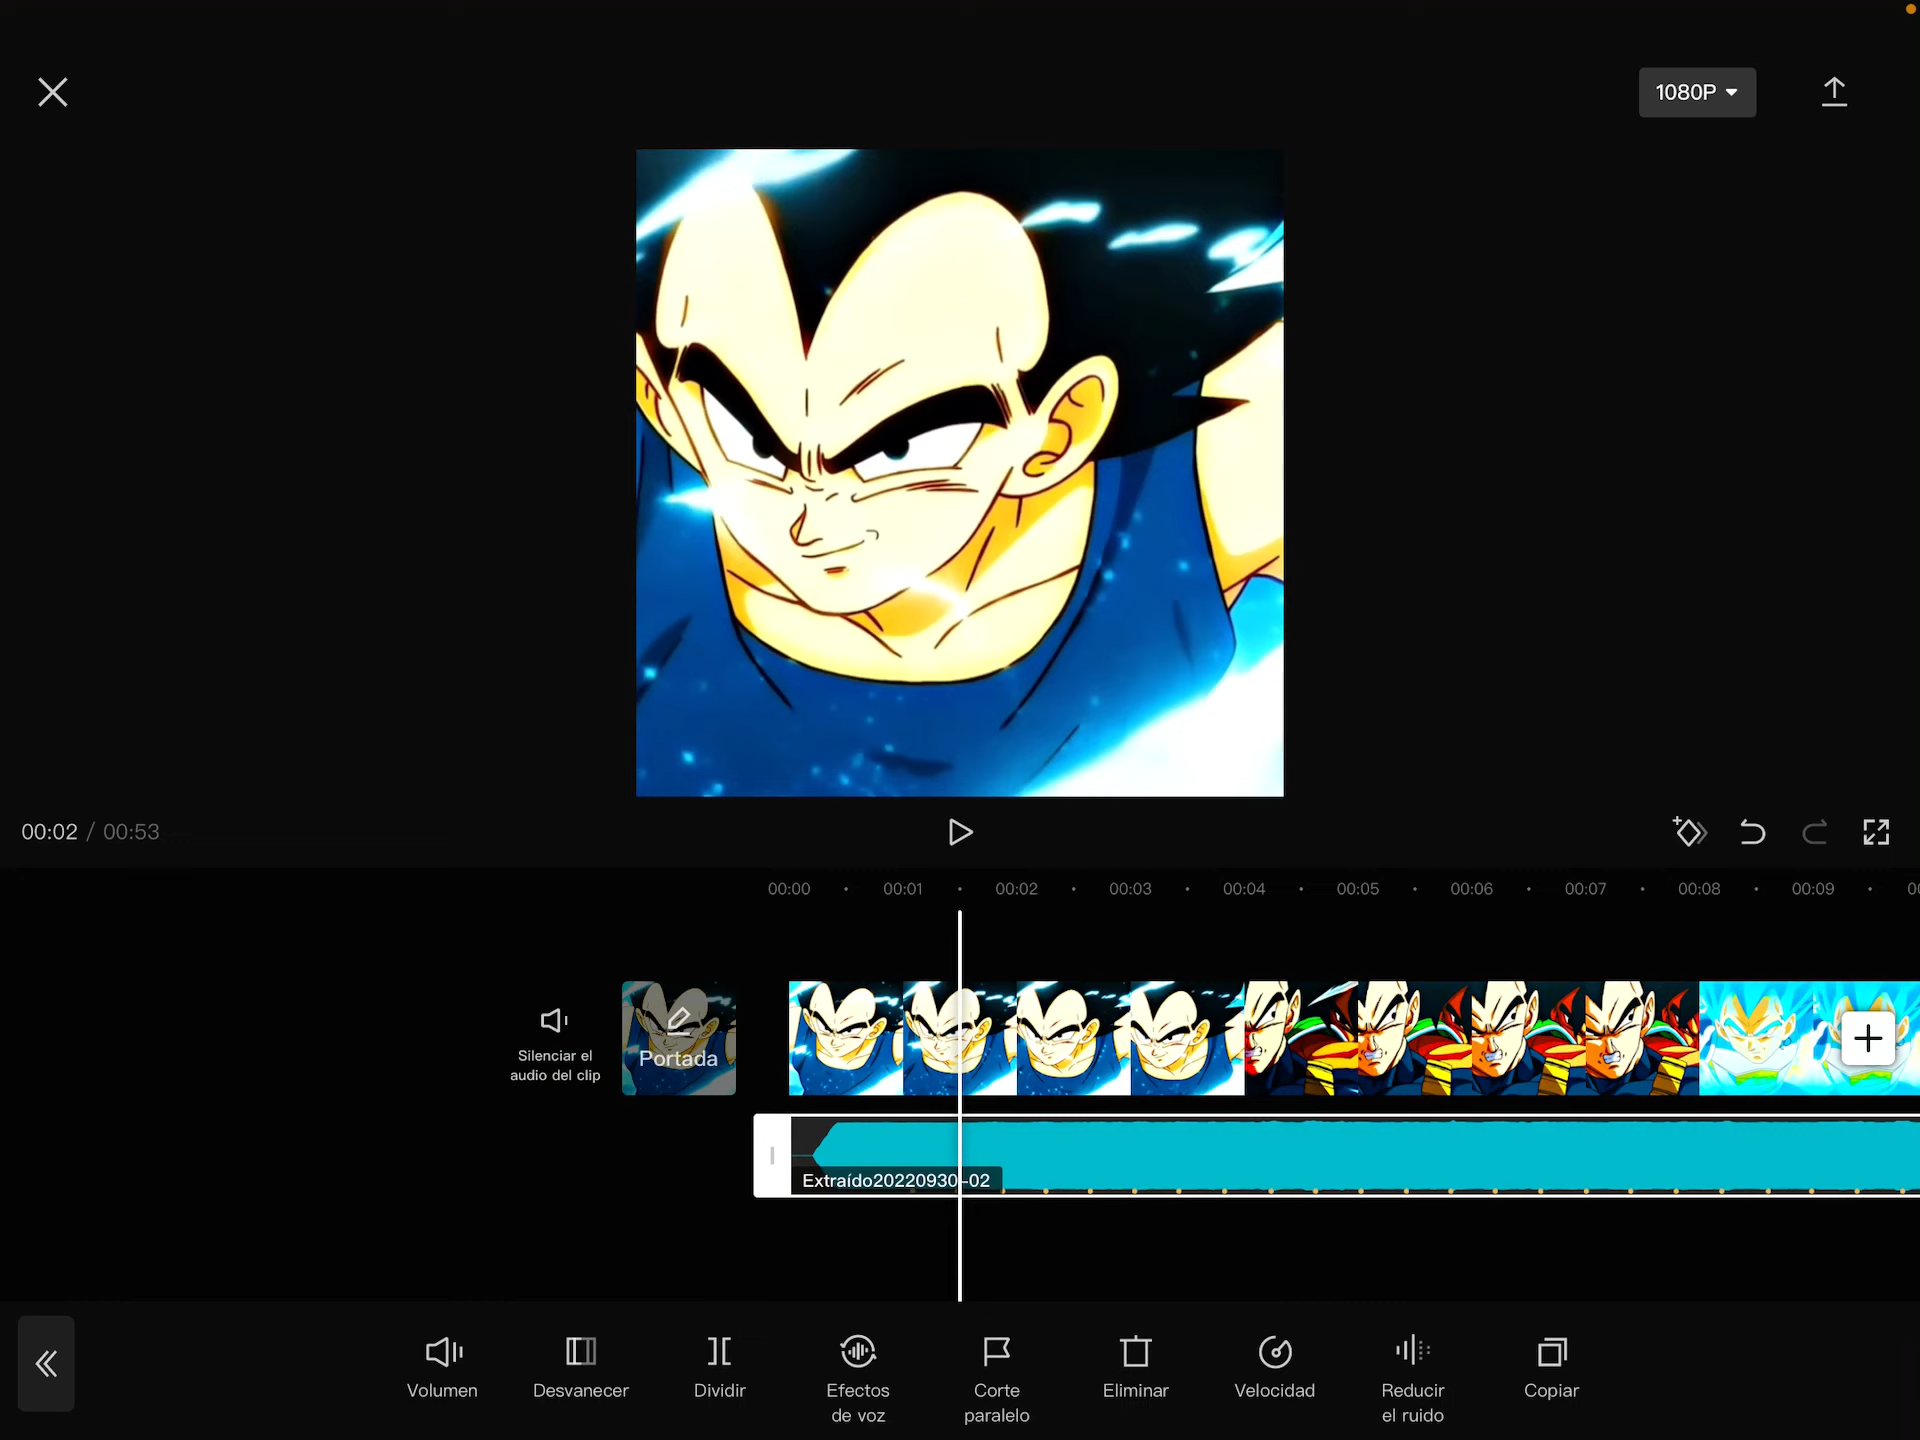 1080P
00:02 / 00:53
00:00 00:01 00:02 00:03 00:04 00:05 00:06 00:07 00:08 00:09
Silenciar el
audio del clip
Portada
Extraído20220930-02
Volumen
Desvanecer
Dividir
Efectos
de voz
Corte
paralelo
Eliminar
Velocidad
Reducir
el ruido
Copiar